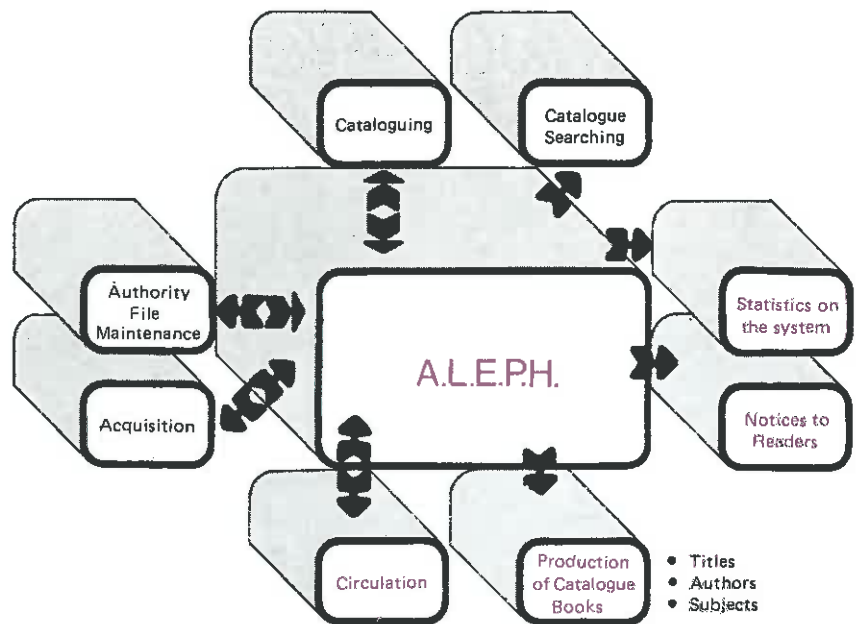 Cataloguing
Catalogue
Searching
Authority
File
Maintenance
Statistics on
the system
A.L.E.P.H.
Acquisition
Notices to
Readers
Circulation
Production
of Catalogue
Books
• Titles
• Authors
• Subjects